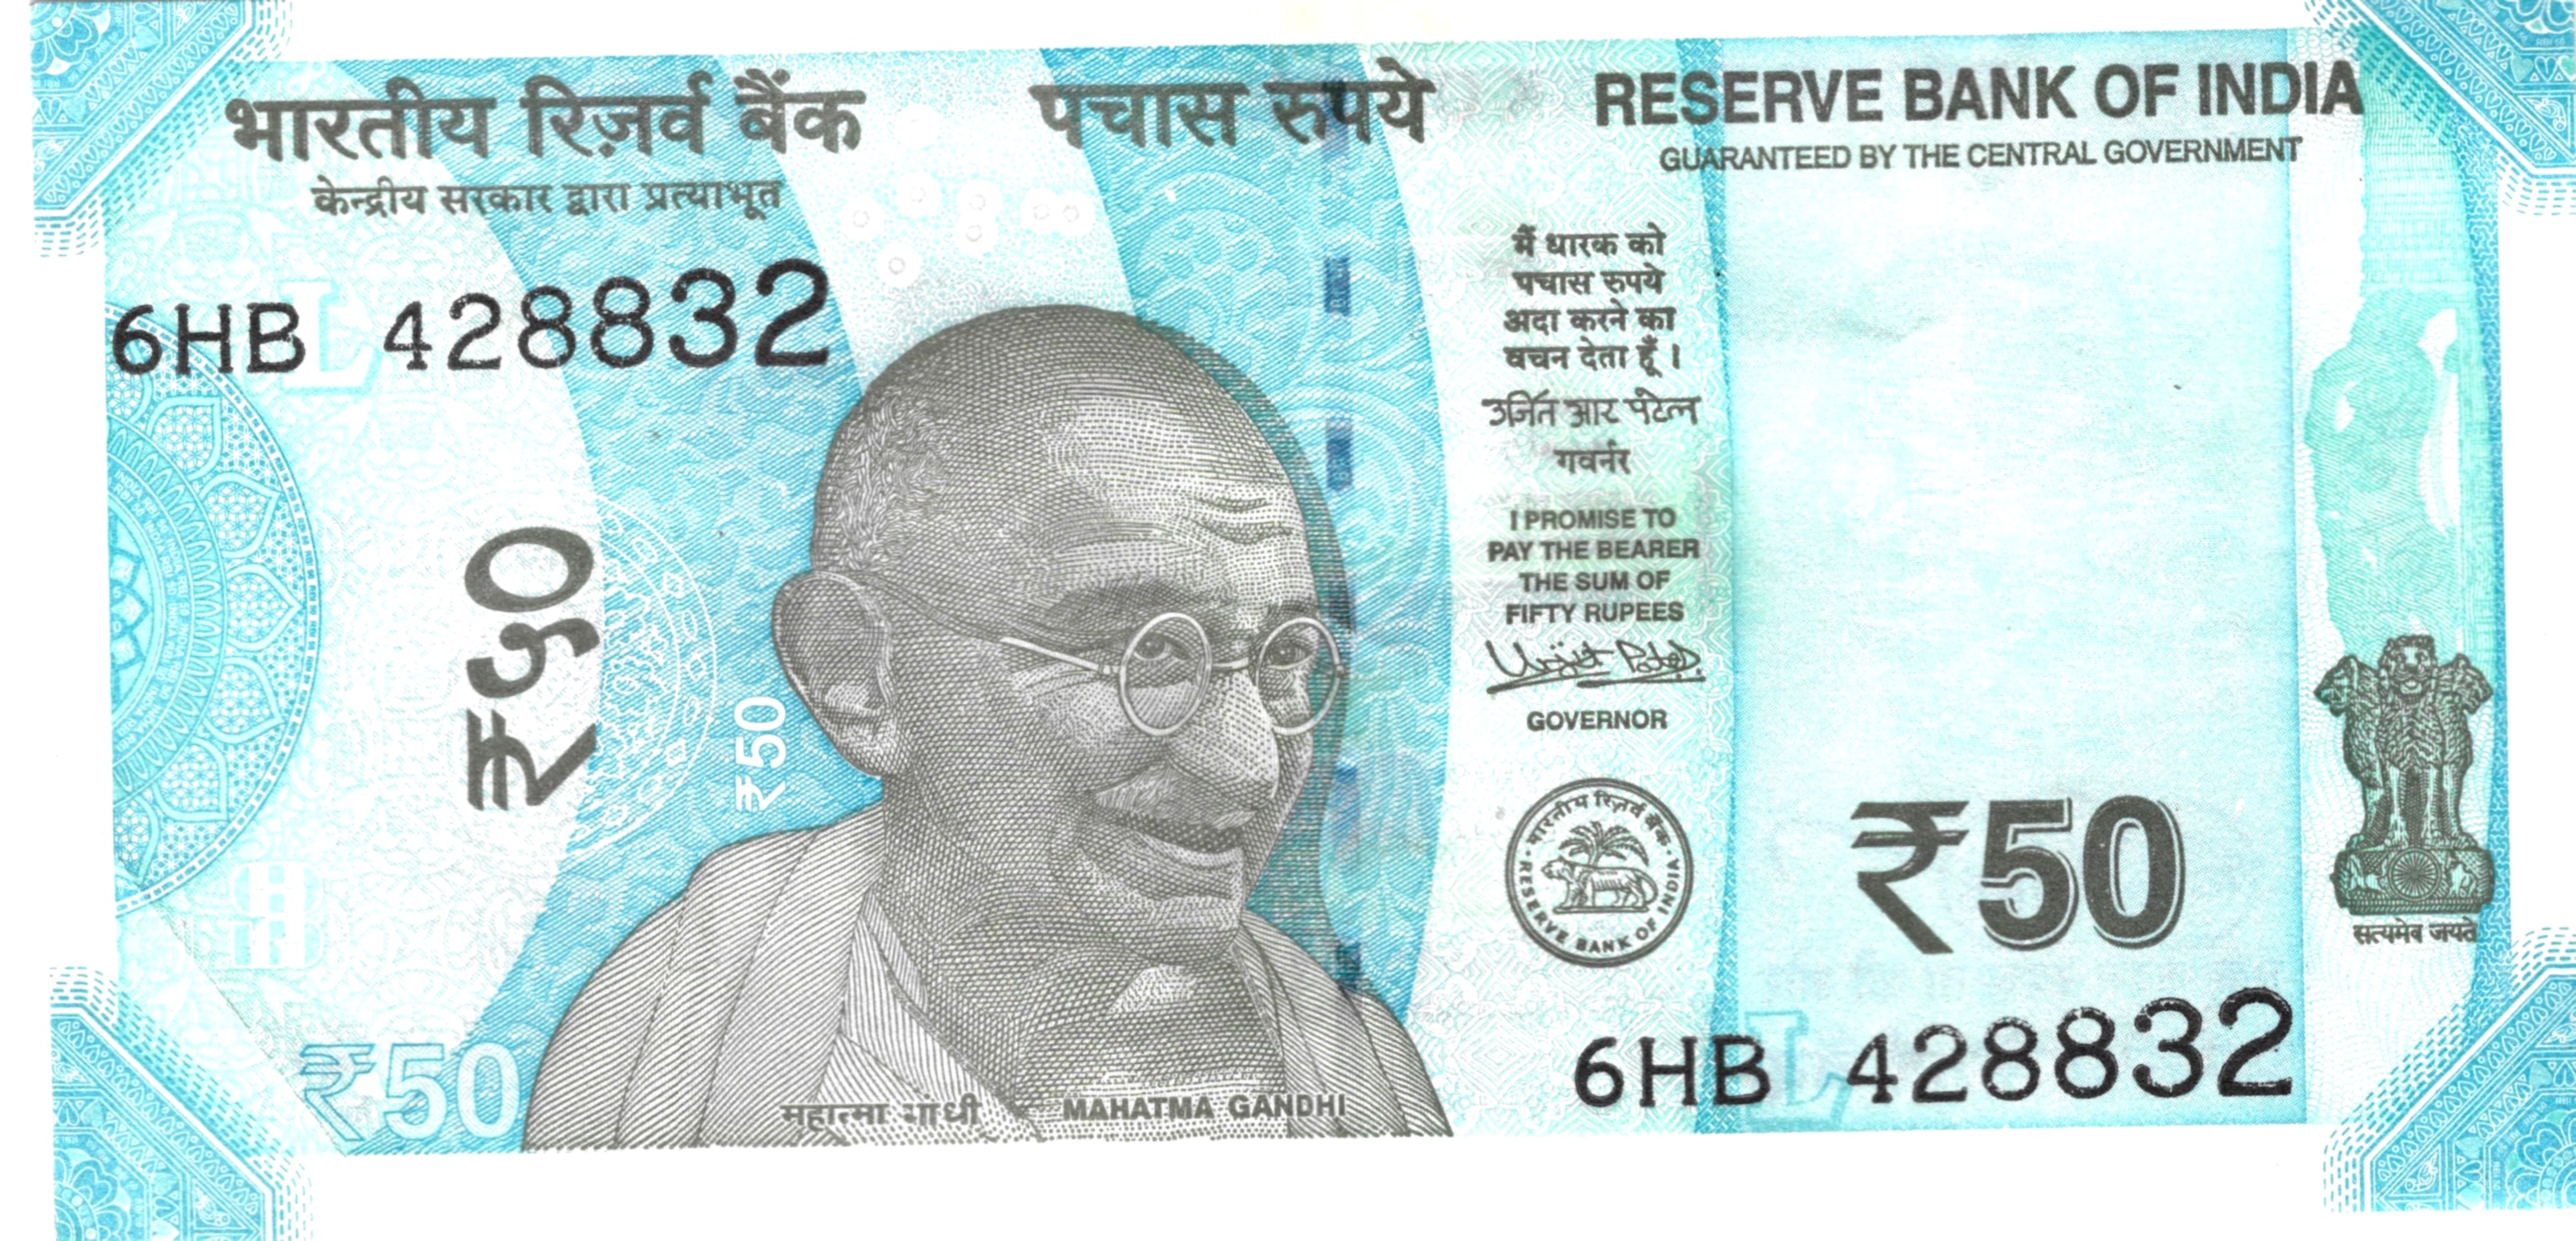 भारतीय रिज़र्व बैंक
केन्द्रीय सरकार द्वारा प्रत्याभूत
पचास रुपये
RESERVE BANK OF INDIA
GUARANTEED BY THE CENTRAL GOVERNMENT
6HB 428832
L
₹५०
₹50
₹50
महात्मा गांधी
MAHATMA GANDHI
मैं धारक को
पचास रुपये
अदा करने का
वचन देता हूँ।
उर्जित आर पटेल
गवर्नर
I PROMISE TO
PAY THE BEARER
THE SUM OF
FIFTY RUPEES
Urjit Patel
GOVERNOR
भारतीय रिज़र्व बैंक
RESERVE BANK OF INDIA
₹50
सत्यमेव जयते
L
6HB 428832